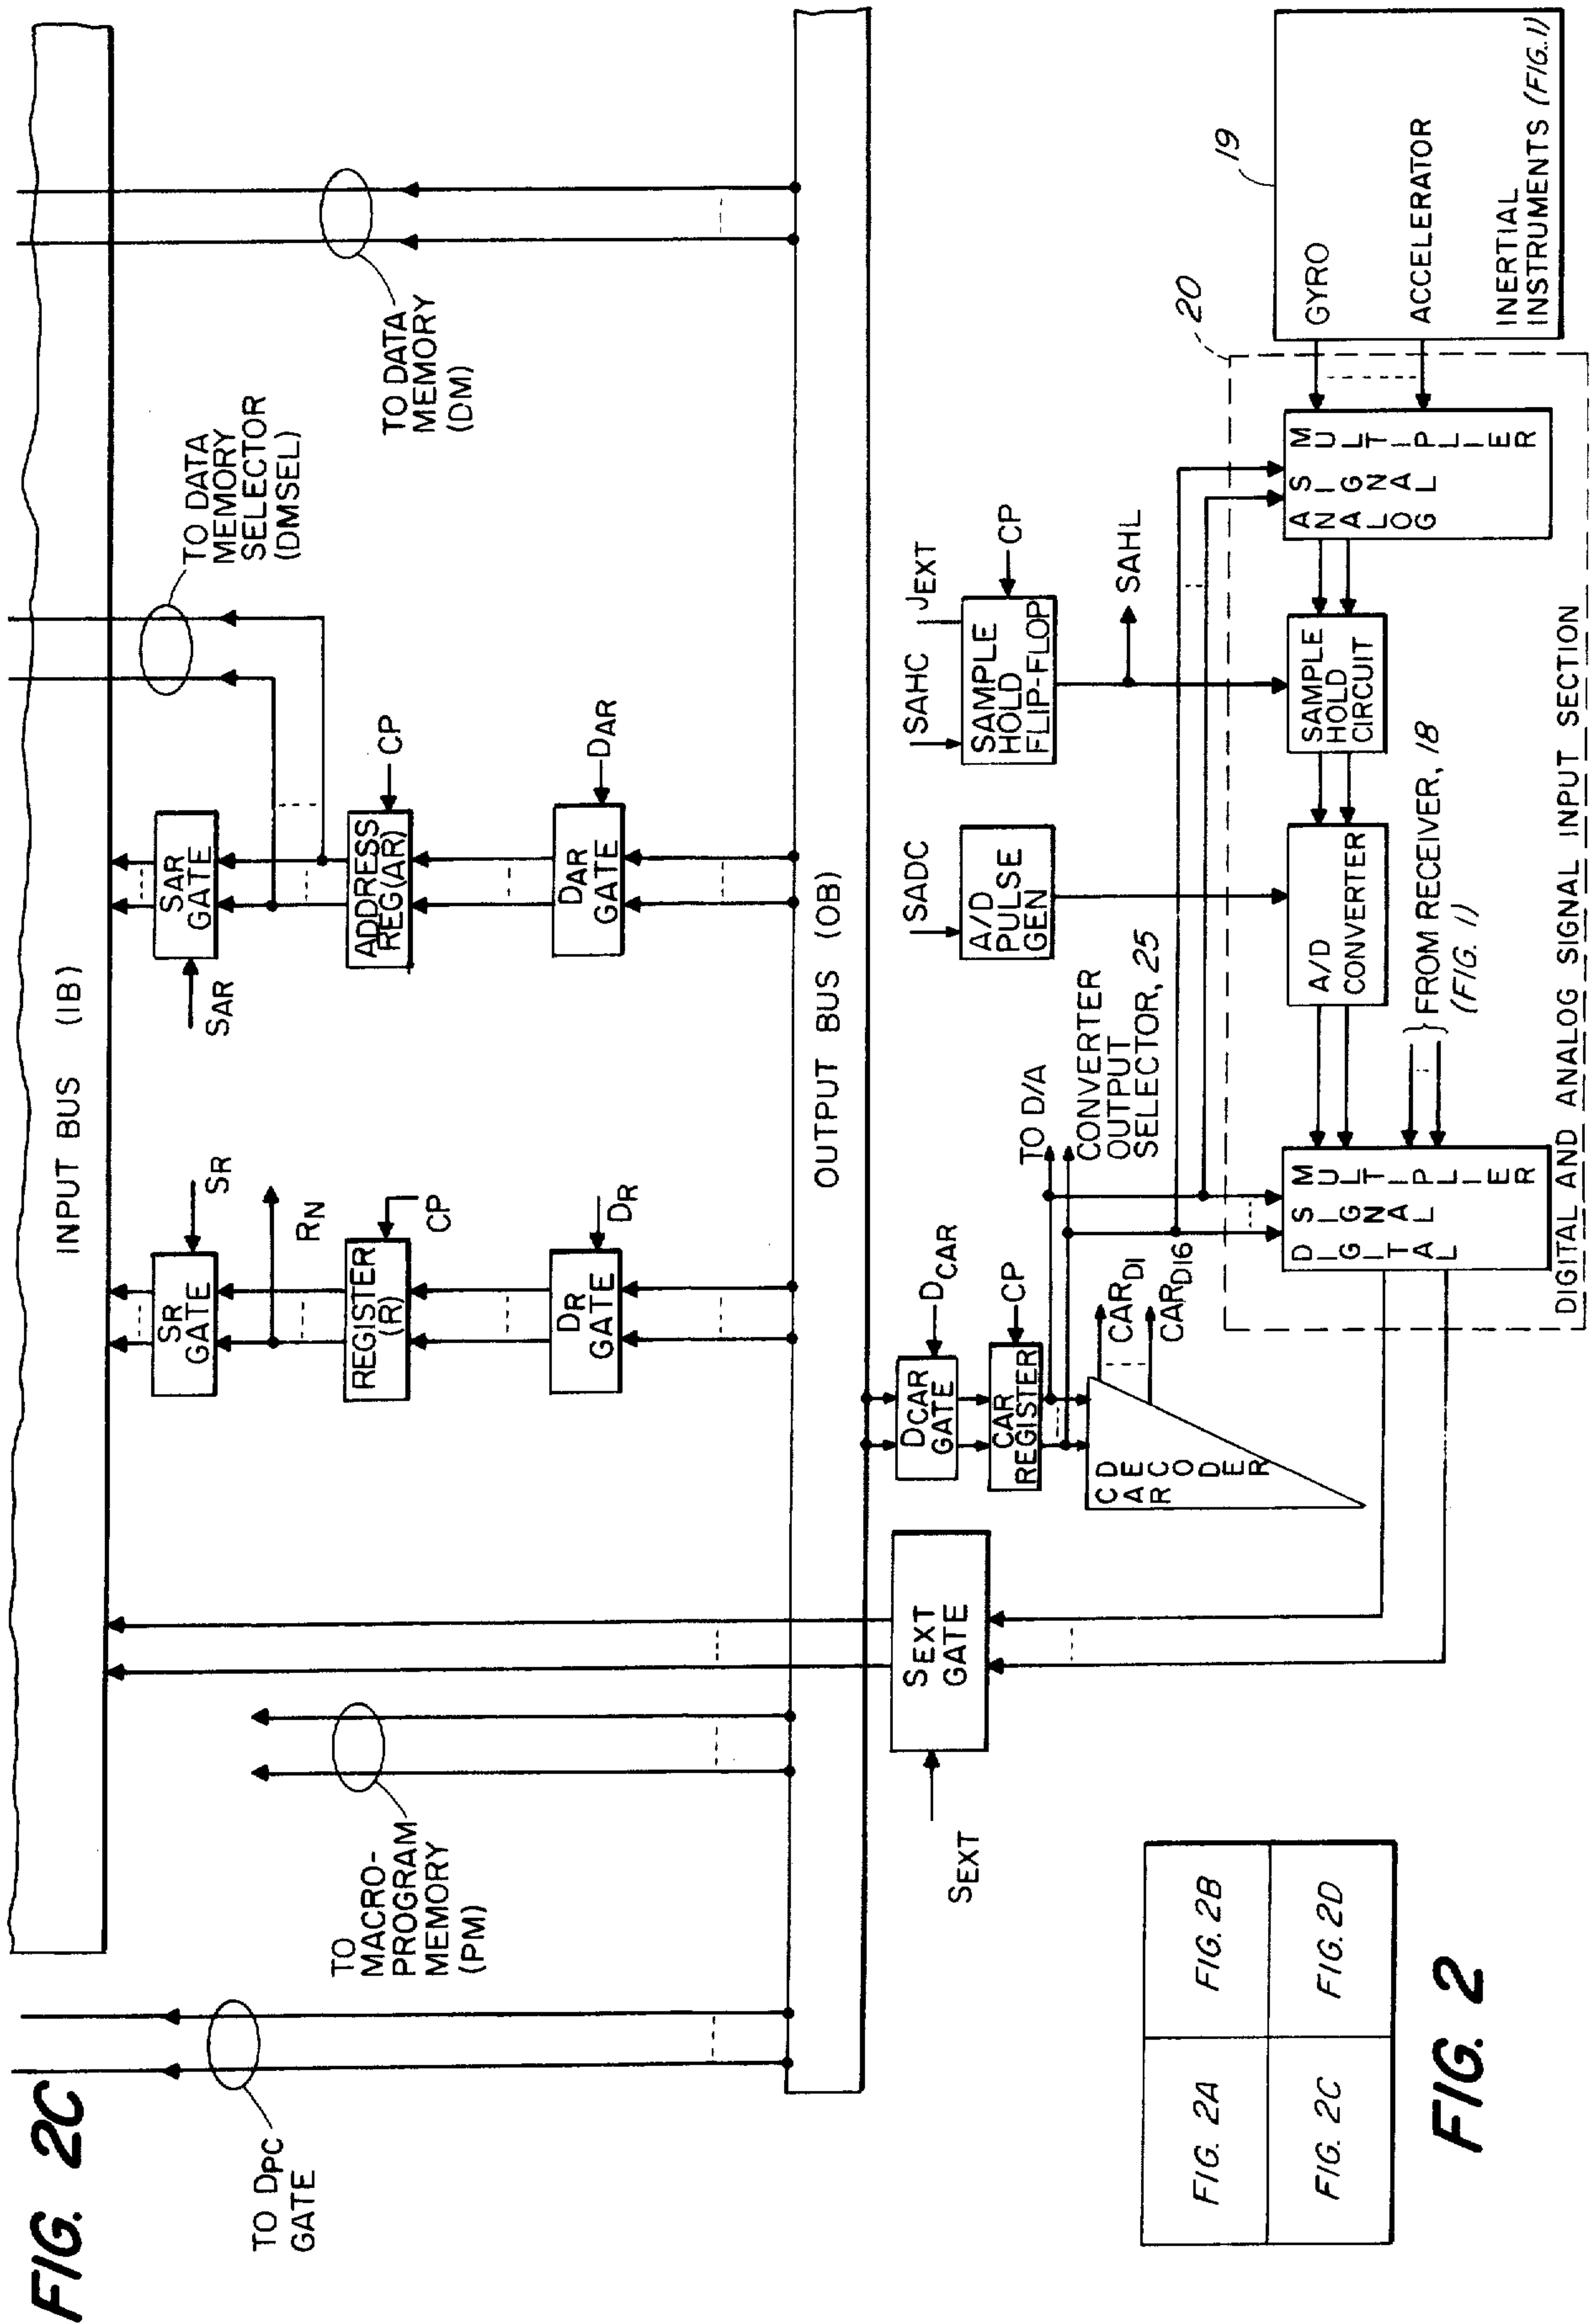 FIG. 2C
INPUT BUS (IB)
TO DPC
GATE
TO
MACRO-
PROGRAM
MEMORY
(PM)
SR
GATE
SR
RN
REGISTER
(R)
CP
DR
GATE
DR
SAR
GATE
SAR
ADDRESS
REG(AR)
CP
DAR
GATE
DAR
TO DATA
MEMORY
SELECTOR
(DMSEL)
TO DATA
MEMORY
(DM)
OUTPUT BUS (OB)
SEXT
GATE
SEXT
DCAR
GATE
DCAR
CAR
REGISTER
CP
CAR
DECODER
CARD1
CARD16
TO D/A
CONVERTER
OUTPUT
SELECTOR, 25
SADC
A/D
PULSE
GEN
SAHC
JEXT
SAMPLE
HOLD
FLIP-FLOP
CP
SAHL
20
19
DIGITAL
SIGNAL
MULTIPLIER
A/D
CONVERTER
FROM RECEIVER, 18
(FIG. 1)
SAMPLE
HOLD
CIRCUIT
ANALOG
SIGNAL
MULTIPLIER
GYRO
ACCELERATOR
INERTIAL
INSTRUMENTS (FIG. 1)
DIGITAL AND ANALOG SIGNAL INPUT SECTION
FIG. 2A
FIG. 2B
FIG. 2C
FIG. 2D
FIG. 2